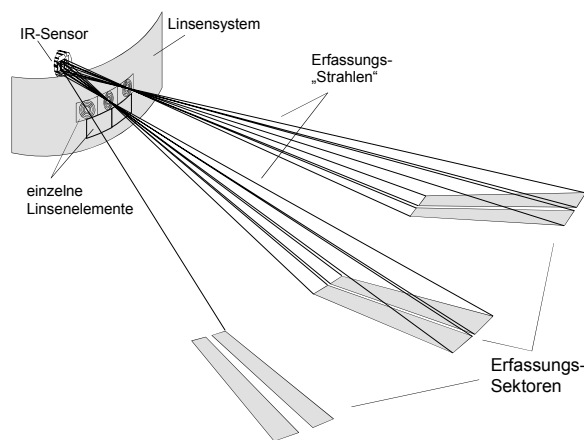 Linsensystem
IR-Sensor
Erfassungs-
„Strahlen“
einzelne
Linsenelemente
Erfassungs-
Sektoren